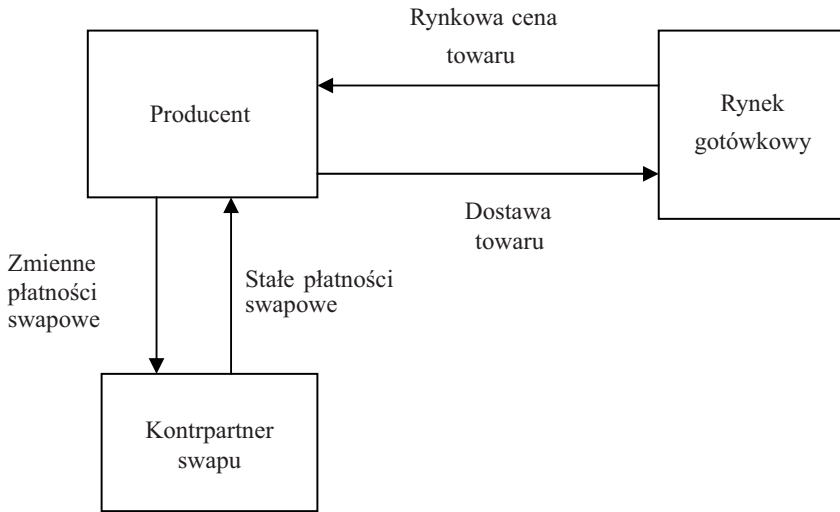 Rynkowa cena
towaru
Producent
Rynek
gotówkowy
Dostawa
towaru
Zmienne
płatności
swapowe
Stałe płatności
swapowe
Kontrpartner
swapu